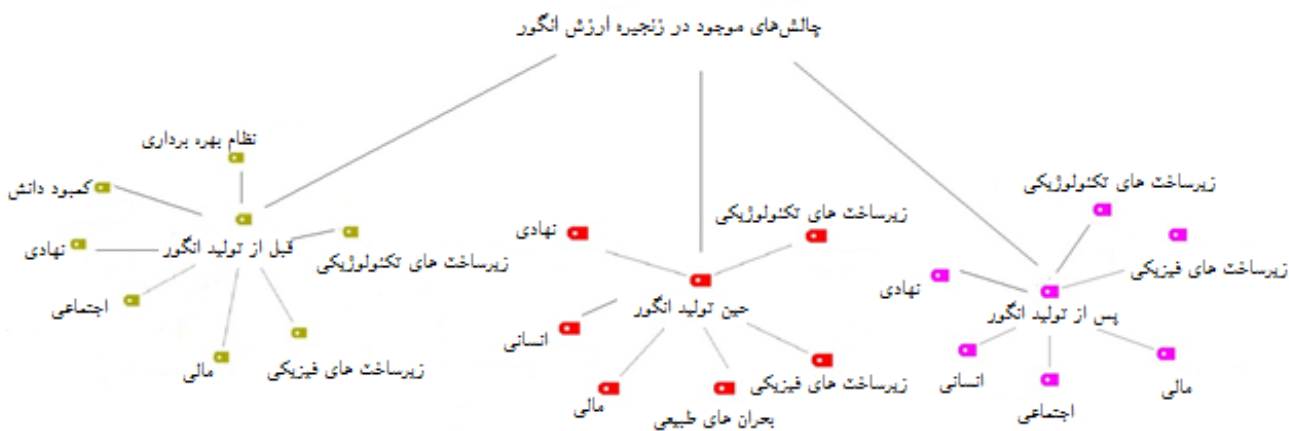 چالش‌های موجود در زنجیره ارزش انگور
نظام بهره برداری
کمبود دانش
نهادی
قبل از تولید انگور
زیرساخت های تکنولوژیکی
اجتماعی
مالی
زیرساخت های فیزیکی
زیرساخت های تکنولوژیکی
نهادی
حین تولید انگور
انسانی
مالی
بحران های طبیعی
زیرساخت های فیزیکی
زیرساخت های تکنولوژیکی
زیرساخت های فیزیکی
نهادی
پس از تولید انگور
انسانی
اجتماعی
مالی